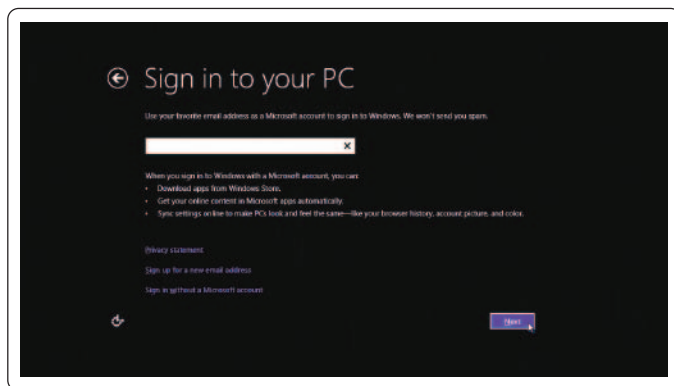 Sign in to your PC
Use your favorite email address as a Microsoft account to sign in to Windows. We won't send you spam.
When you sign in to Windows with a Microsoft account, you can:
• Download apps from Windows Store.
• Get your online content in Microsoft apps automatically.
• Sync settings online to make PCs look and feel the same—like your browser history, account picture, and color.
Privacy statement
Sign up for a new email address
Sign in without a Microsoft account
Next